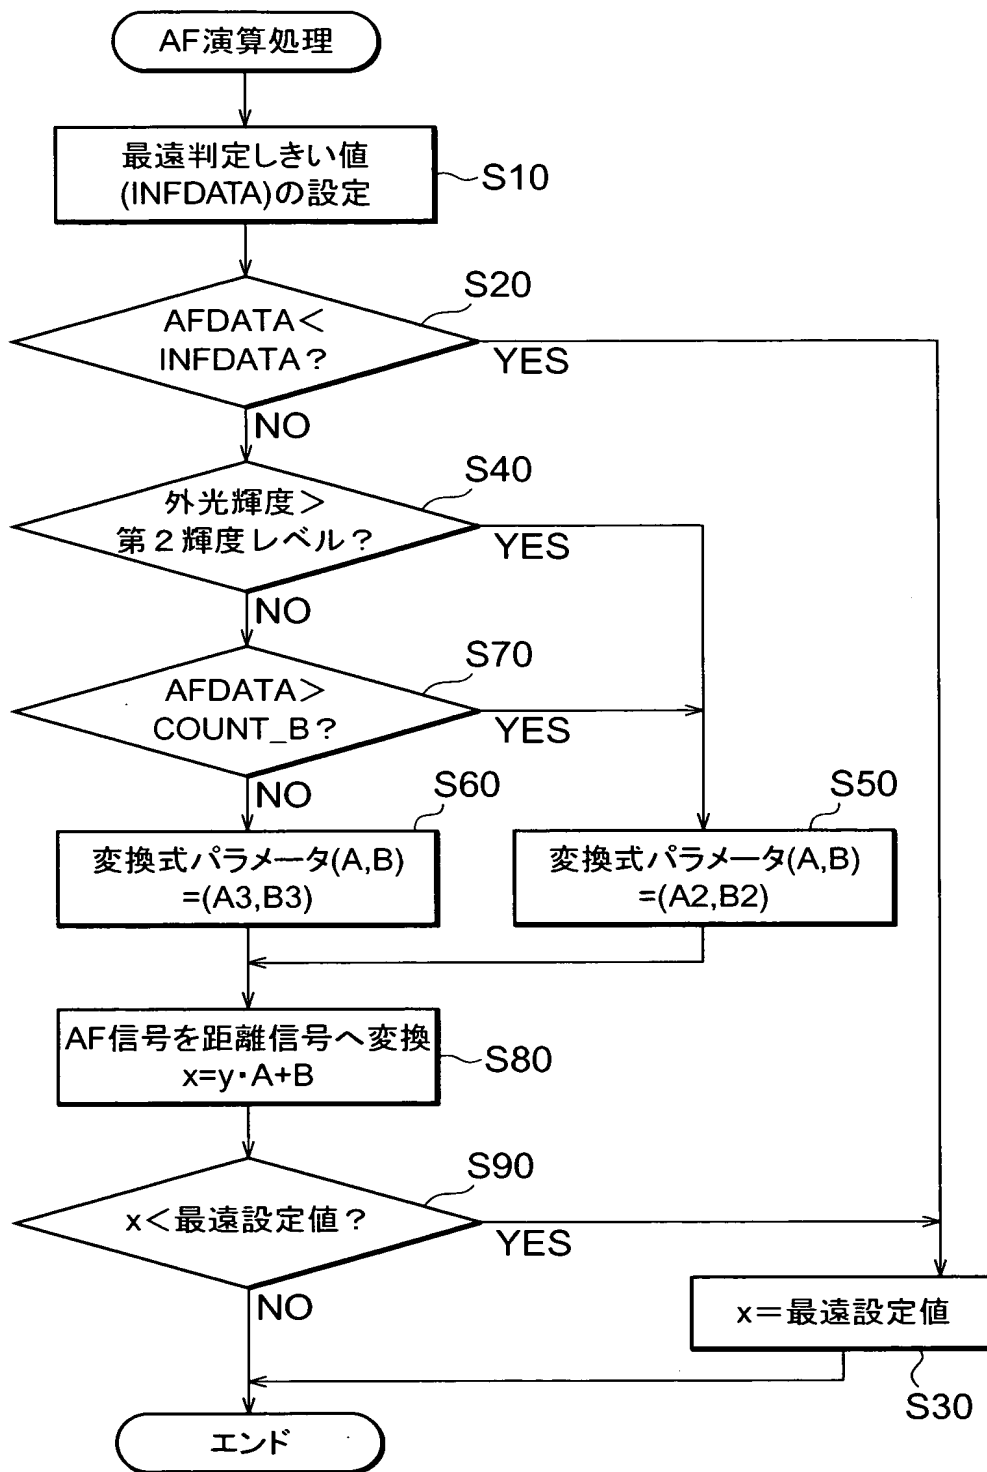 AF演算処理
最遠判定しきい値
(INFDATA)の設定
S10
S20
AFDATA＜
INFDATA？
YES
NO
S40
外光輝度＞
第２輝度レベル？
YES
NO
S70
AFDATA＞
COUNT_B？
YES
NO
S60
S50
変換式パラメータ(A,B)
=(A3,B3)
変換式パラメータ(A,B)
=(A2,B2)
AF信号を距離信号へ変換
x=y・A+B
S80
S90
x＜最遠設定値？
YES
NO
x＝最遠設定値
S30
エンド